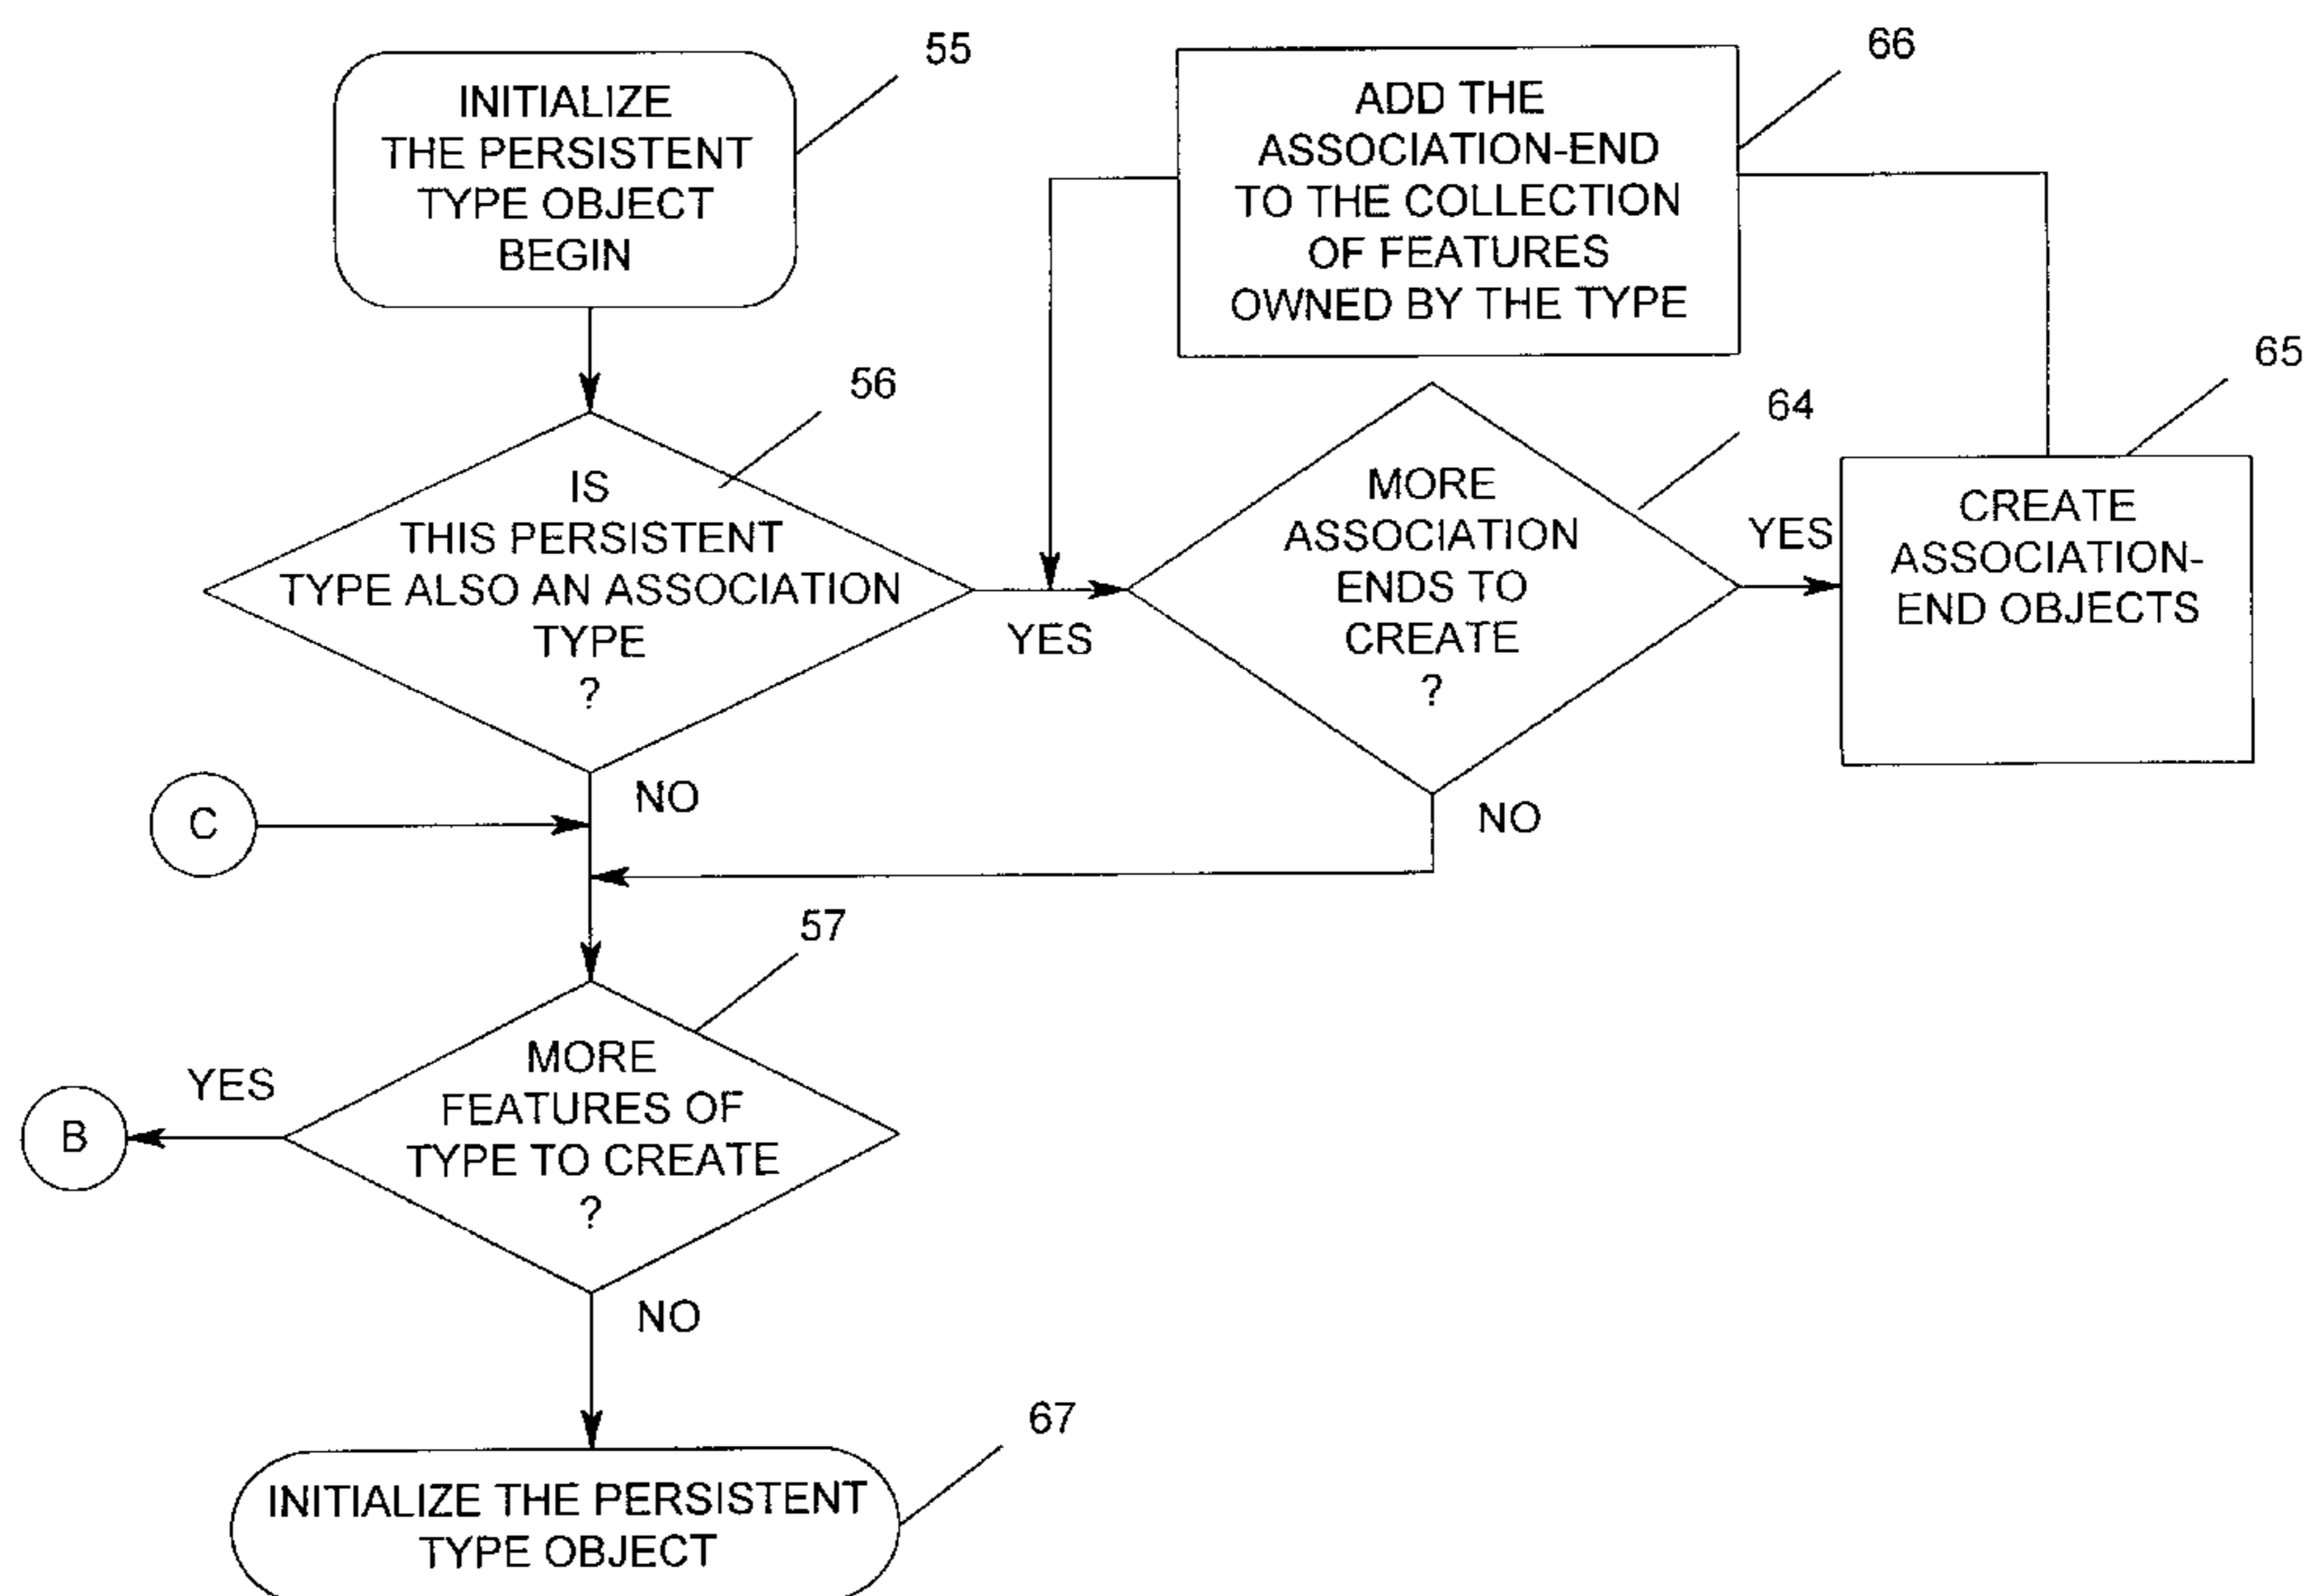 55
INITIALIZE
THE PERSISTENT
TYPE OBJECT
BEGIN
66
ADD THE
ASSOCIATION-END
TO THE COLLECTION
OF FEATURES
OWNED BY THE TYPE
56
IS
THIS PERSISTENT
TYPE ALSO AN ASSOCIATION
TYPE
?
YES
NO
64
MORE
ASSOCIATION
ENDS TO
CREATE
?
YES
NO
65
CREATE
ASSOCIATION-
END OBJECTS
C
57
MORE
FEATURES OF
TYPE TO CREATE
?
YES
B
NO
67
INITIALIZE THE PERSISTENT
TYPE OBJECT